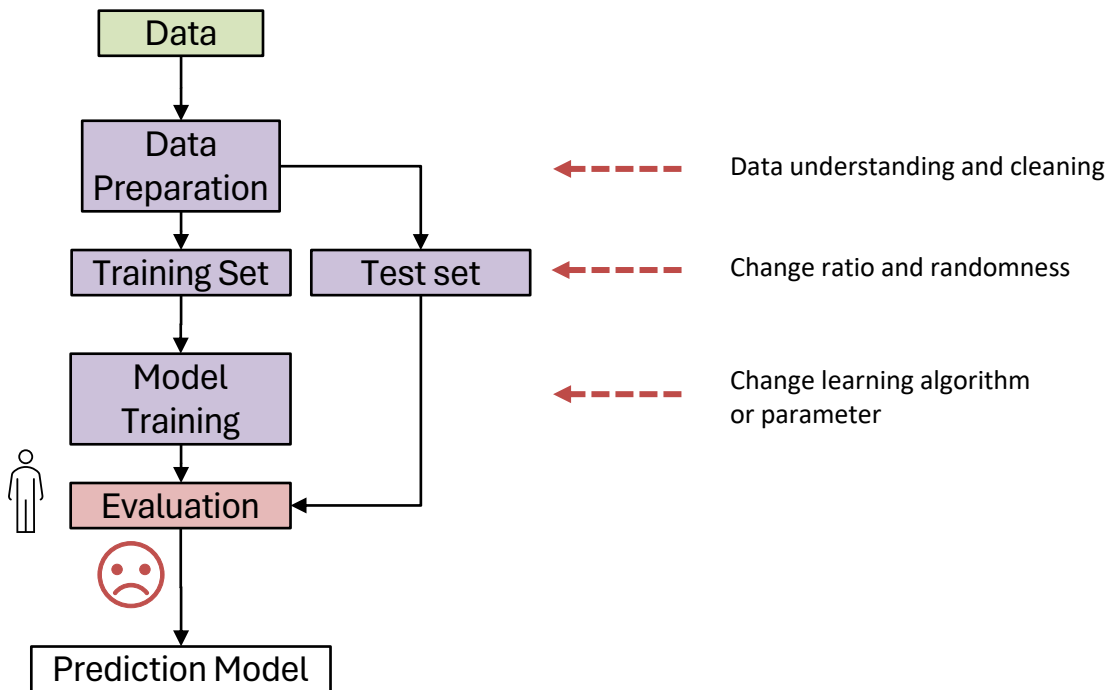 Data
Data
Preparation
Data understanding and cleaning
Training Set
Test set
Change ratio and randomness
Model
Training
Change learning algorithm
or parameter
Evaluation
Prediction Model